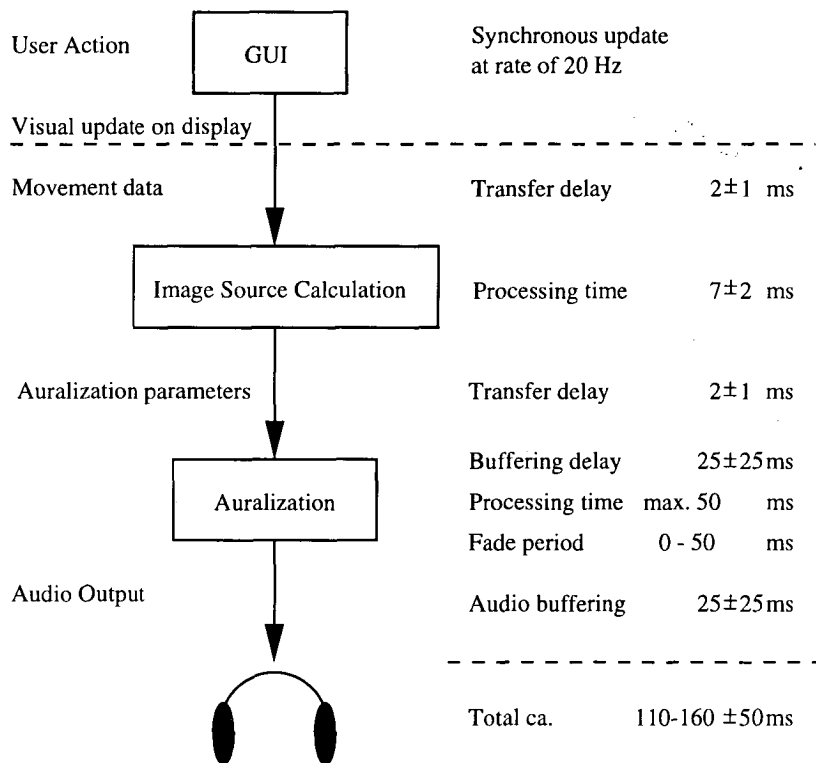 User Action
GUI
Synchronous update
at rate of 20 Hz
Visual update on display
Movement data
Transfer delay 2±1 ms
Image Source Calculation
Processing time 7±2 ms
Auralization parameters
Transfer delay 2±1 ms
Buffering delay 25±25ms
Auralization
Processing time max. 50 ms
Fade period 0 - 50 ms
Audio Output
Audio buffering 25±25ms
Total ca. 110-160 ±50ms